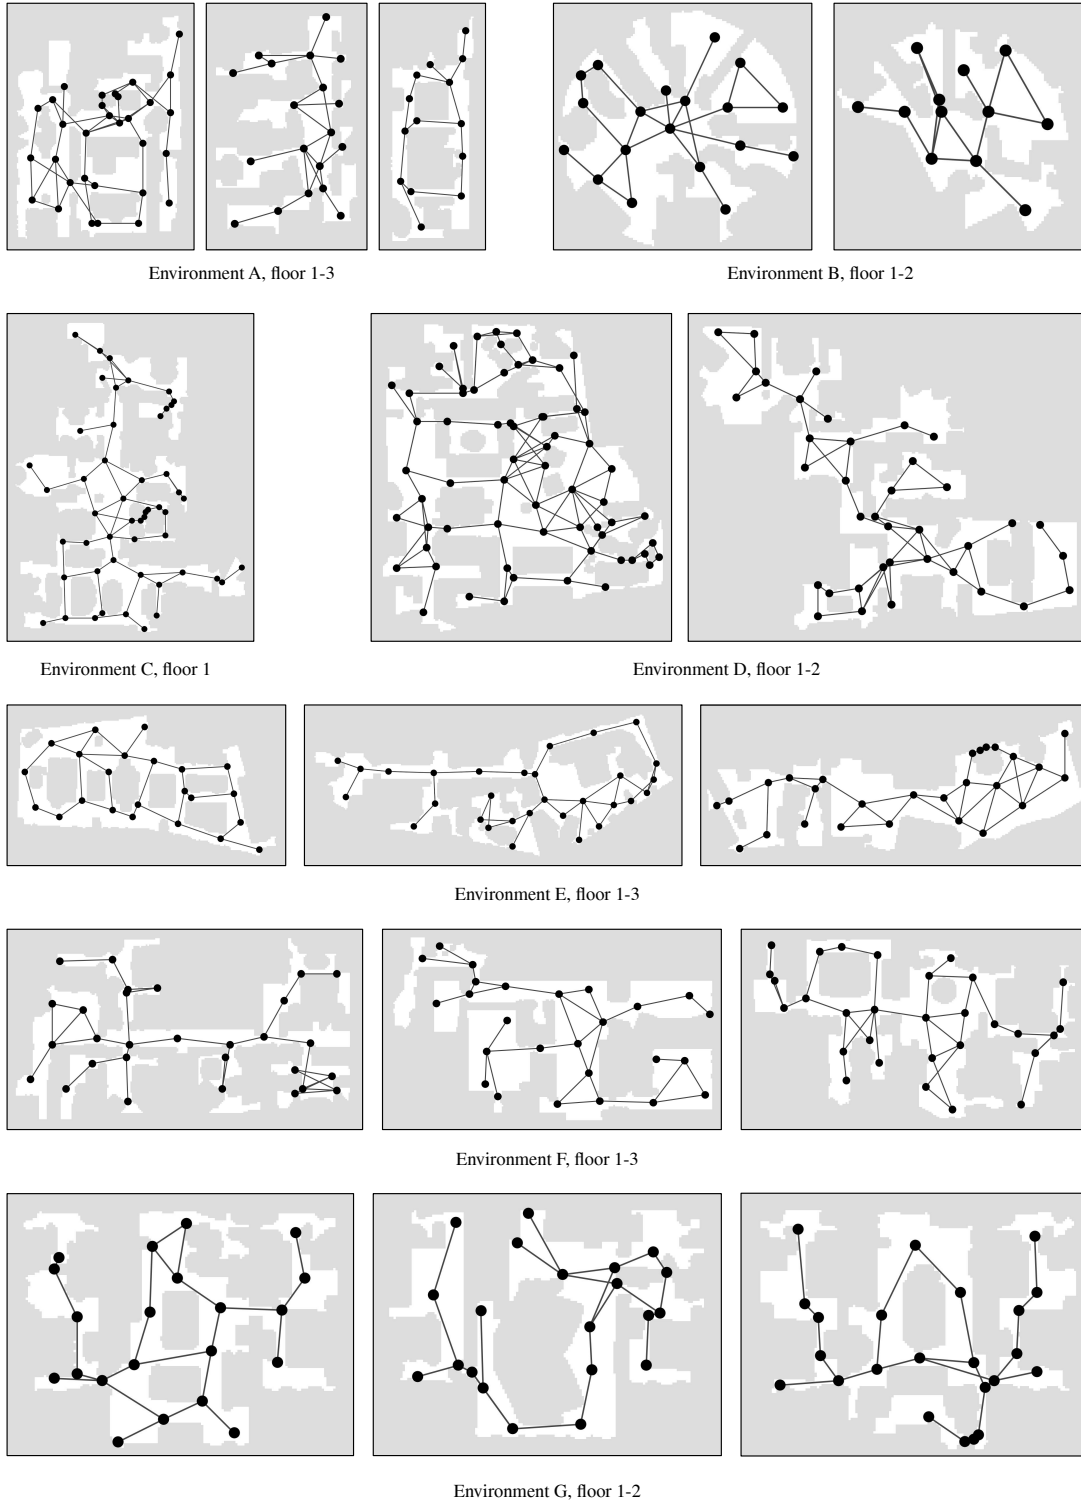 Environment A, floor 1-3
Environment B, floor 1-2
Environment C, floor 1
Environment D, floor 1-2
Environment E, floor 1-3
Environment F, floor 1-3
Environment G, floor 1-2